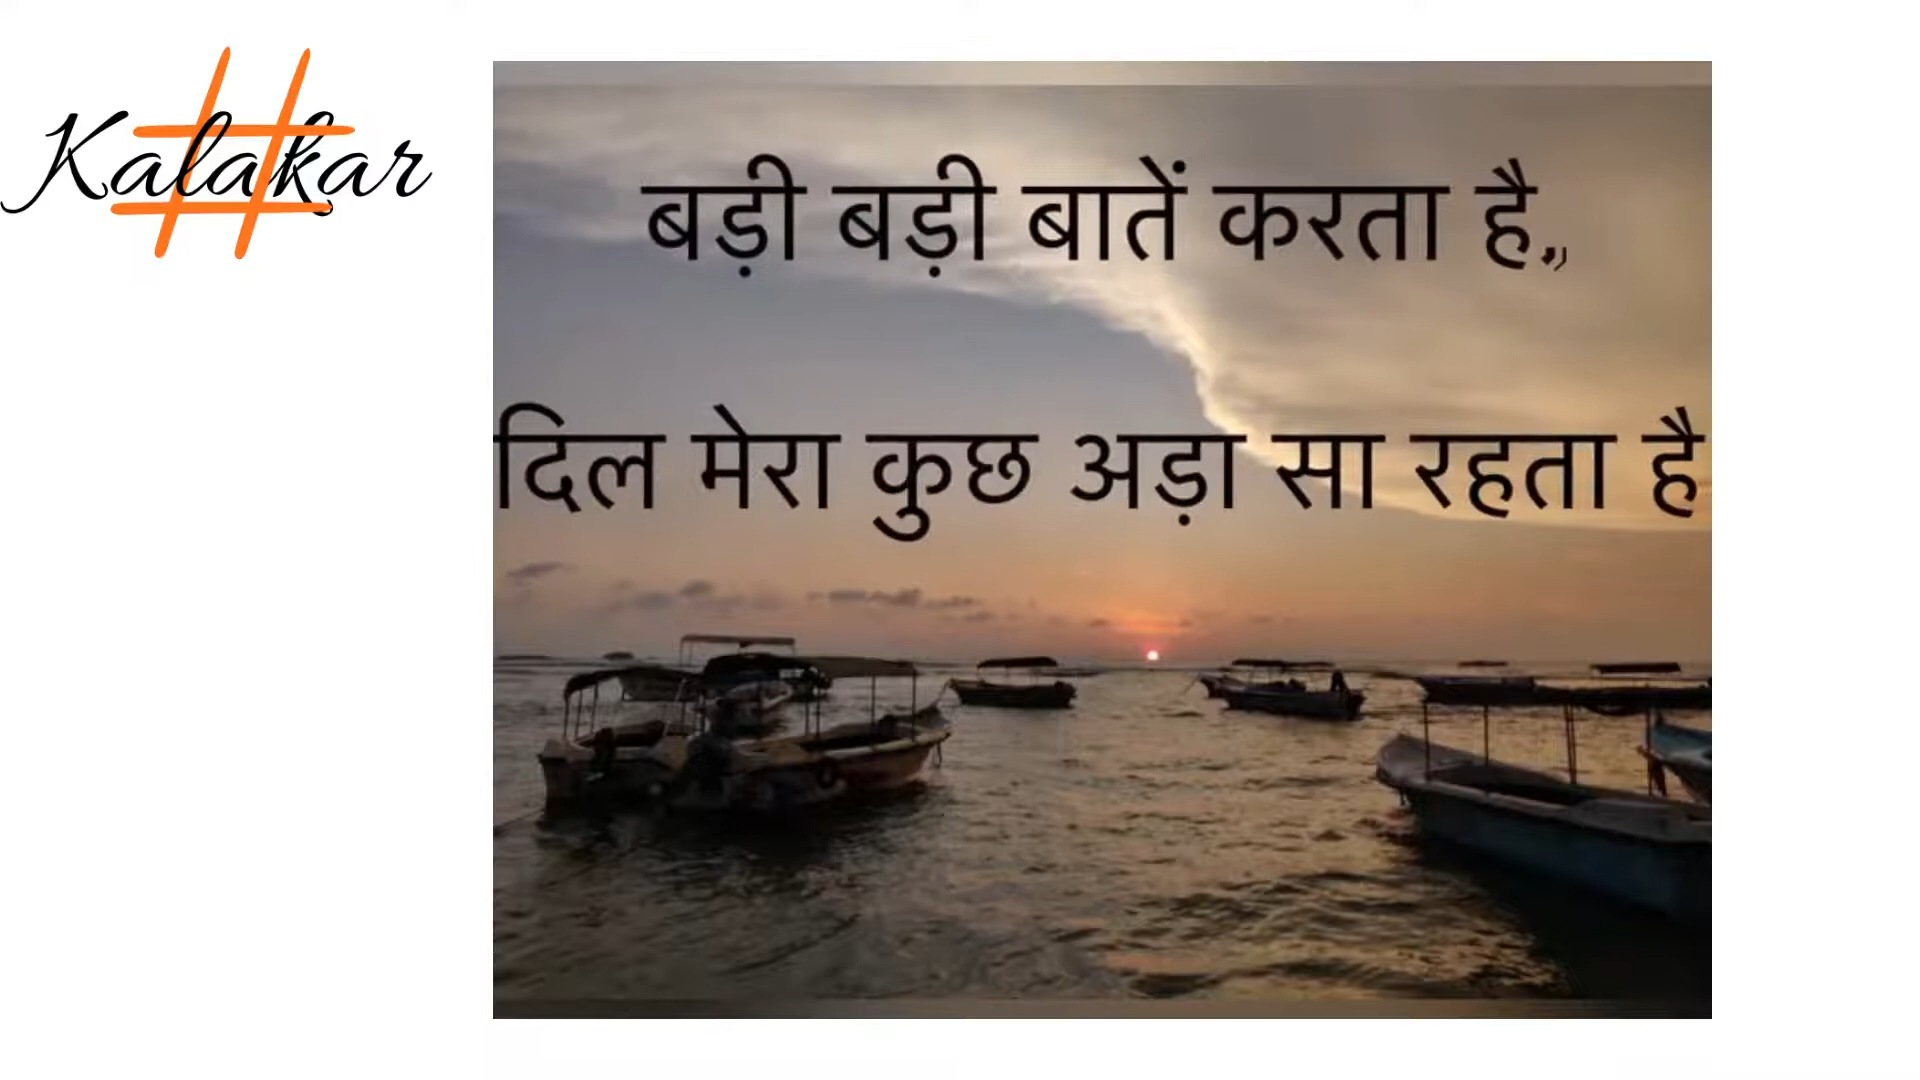 Kalakar
बड़ी बड़ी बातें करता है,,
दिल मेरा कुछ अड़ा सा रहता है